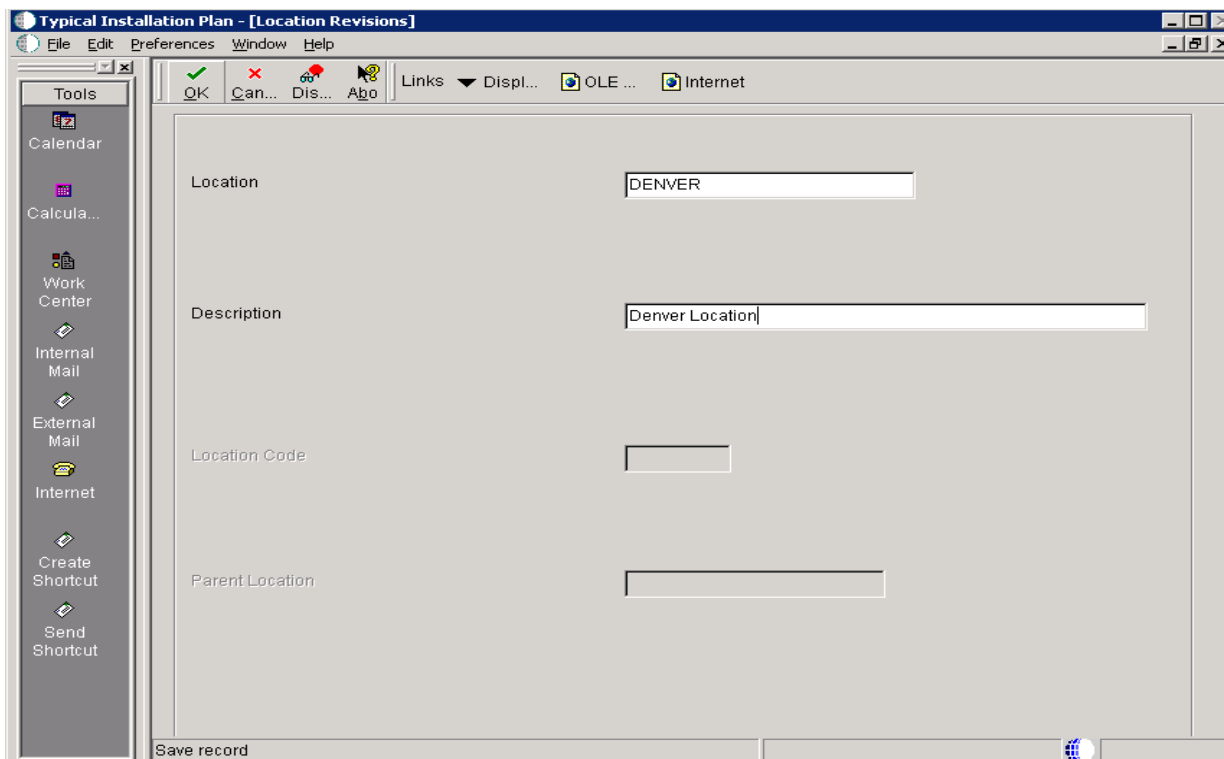 Typical Installation Plan - [Location Revisions]
File Edit Preferences Window Help
Tools
OK Can... Dis... Abo Links Displ... OLE ... Internet
Calendar
Calcula...
Work
Center
Internal
Mail
External
Mail
Internet
Create
Shortcut
Send
Shortcut
Location DENVER
Description Denver Location
Location Code
Parent Location
Save record